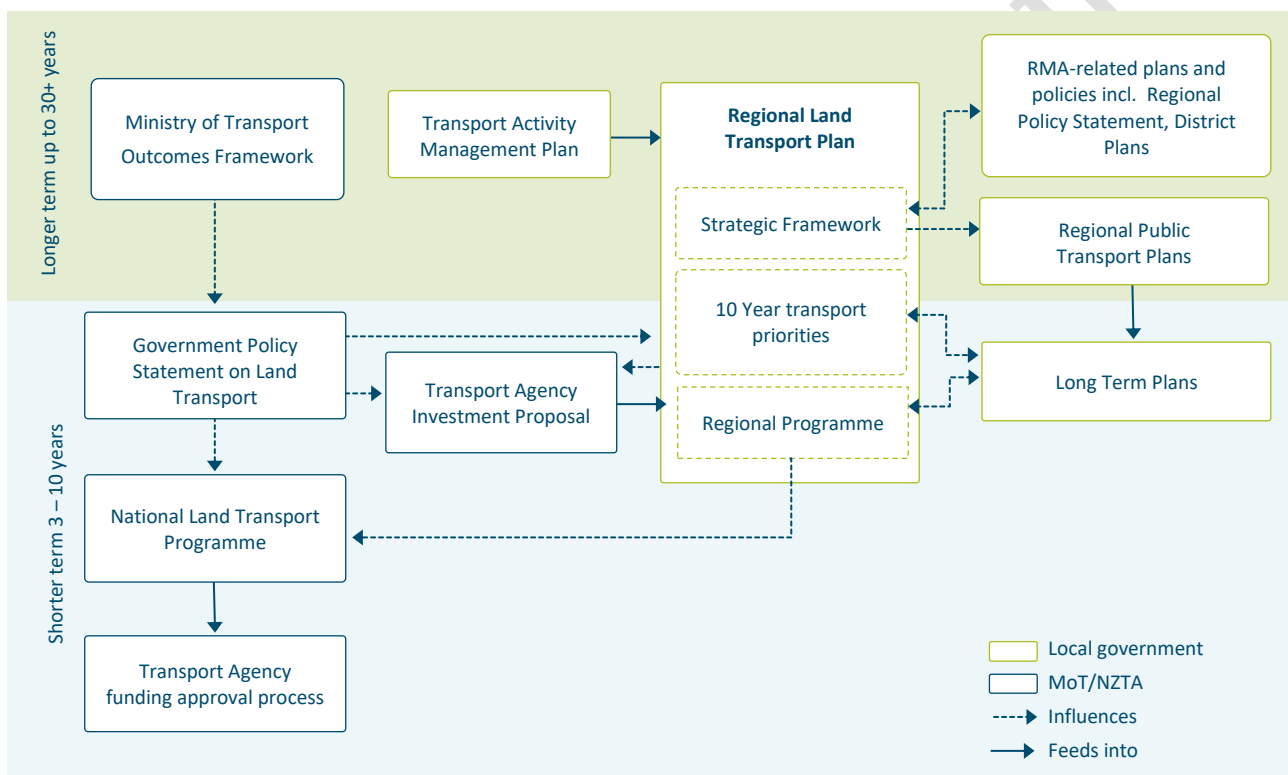 Longer term up to 30+ years
Ministry of Transport
Outcomes Framework
Transport Activity
Management Plan
Regional Land
Transport Plan
RMA-related plans and
policies incl.  Regional
Policy Statement, District
Plans
Strategic Framework
Regional Public
Transport Plans
Shorter term 3 – 10 years
Government Policy
Statement on Land
Transport
10 Year transport
priorities
Transport Agency
Investment Proposal
Long Term Plans
Regional Programme
National Land Transport
Programme
Transport Agency
funding approval process
Local government
MoT/NZTA
Influences
Feeds into